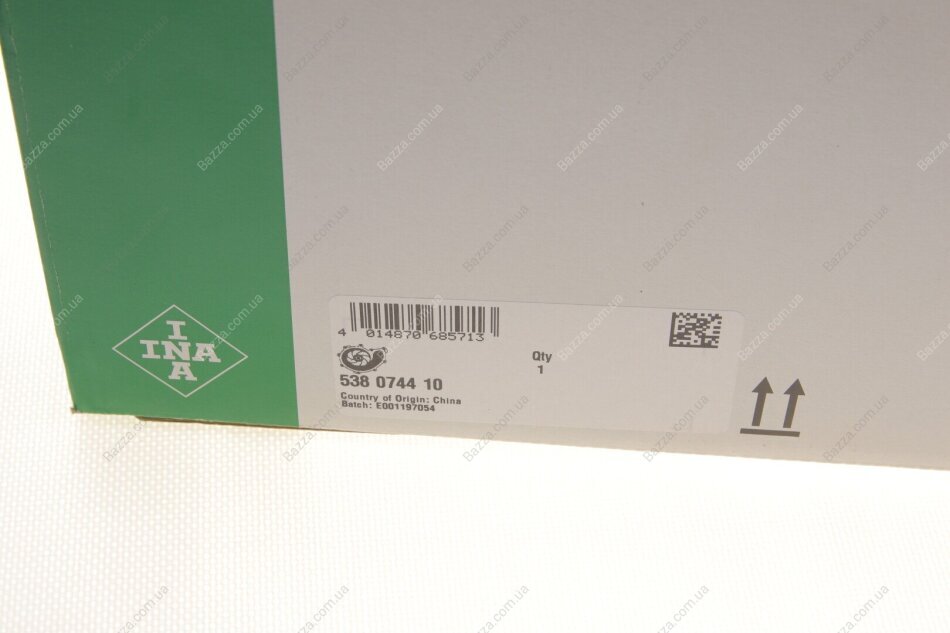 I
INA
A
4 014870 685713
Qty
1
538 0744 10
Country of Origin: China
Batch: E001197054
Bazza.com.ua